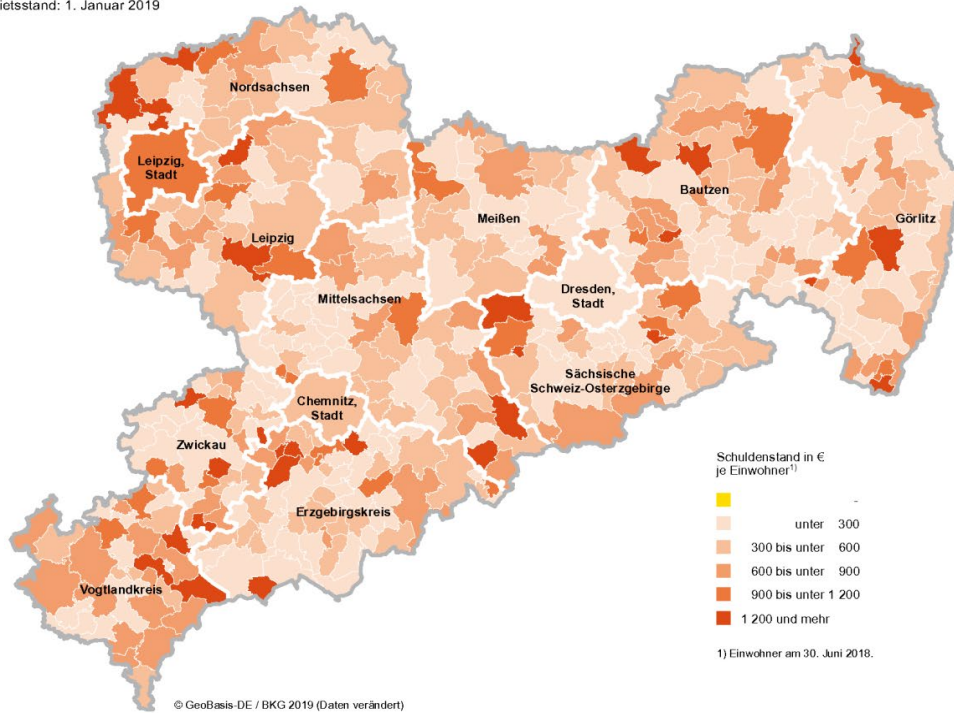 ietsstand: 1. Januar 2019
Nordsachsen
Leipzig,
Stadt
Leipzig
Meißen
Bautzen
Görlitz
Mittelsachsen
Dresden,
Stadt
Sächsische
Schweiz-Osterzgebirge
Chemnitz,
Stadt
Zwickau
Erzgebirgskreis
Vogtlandkreis
Schuldenstand in €
je Einwohner1)
-
unter 300
300 bis unter 600
600 bis unter 900
900 bis unter 1 200
1 200 und mehr
1) Einwohner am 30. Juni 2018.
© GeoBasis-DE / BKG 2019 (Daten verändert)